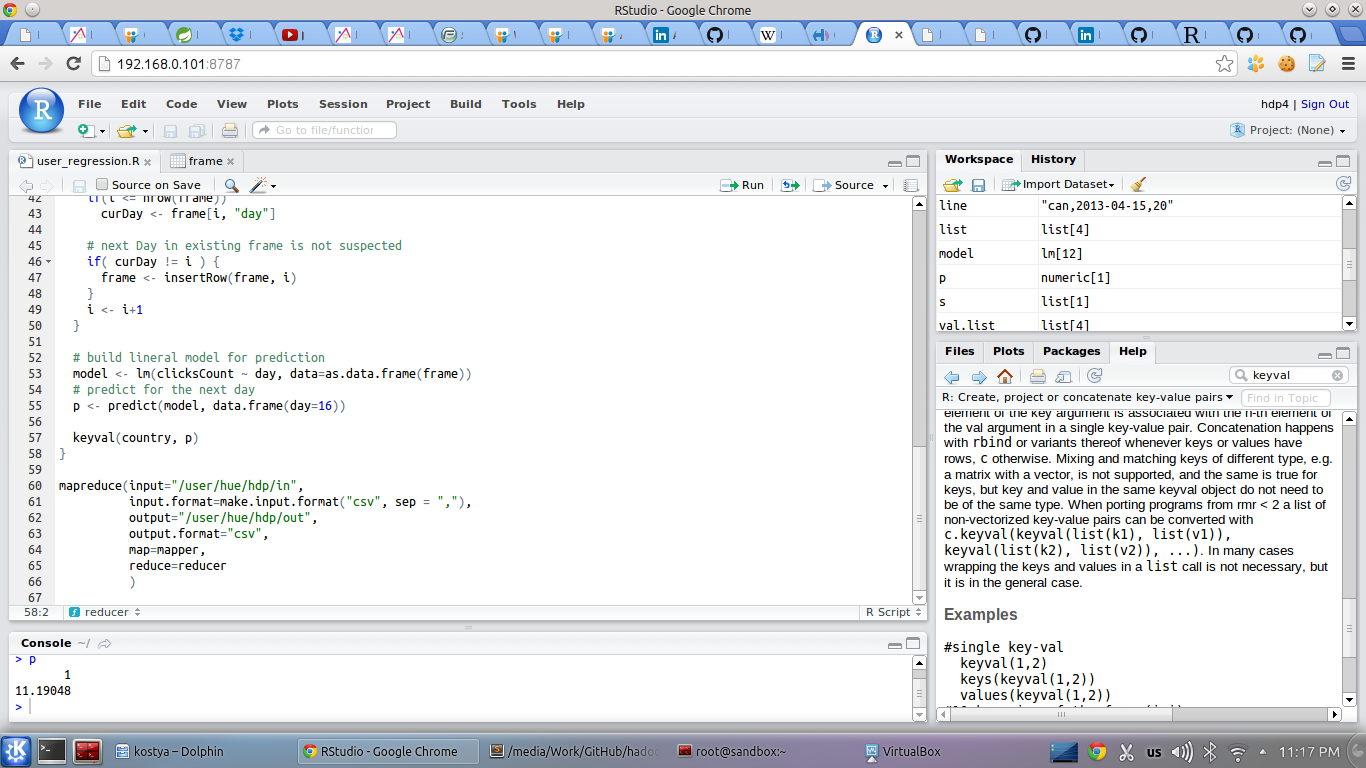 RStudio - Google Chrome
192.168.0.101:8787
File Edit Code View Plots Session Project Build Tools Help
hdp4 | Sign Out
Go to file/function
Project: (None)
user_regression.R
frame
Source on Save
Run
Source
42 if(i <= nrow(frame))
43 curDay <- frame[i, "day"]
44
45 # next Day in existing frame is not suspected
46 if( curDay != i ) {
47 frame <- insertRow(frame, i)
48 }
49 i <- i+1
50 }
51
52 # build lineral model for prediction
53 model <- lm(clicksCount ~ day, data=as.data.frame(frame))
54 # predict for the next day
55 p <- predict(model, data.frame(day=16))
56
57 keyval(country, p)
58 }
59
60 mapreduce(input="/user/hue/hdp/in",
61 input.format=make.input.format("csv", sep = ","),
62 output="/user/hue/hdp/out",
63 output.format="csv",
64 map=mapper,
65 reduce=reducer
66 )
67
58:2 reducer R Script
Console ~/
> p
1
11.19048
>
Workspace History
Import Dataset
line "can,2013-04-15,20"
list list[4]
model lm[12]
p numeric[1]
s list[1]
val.list list[4]
Files Plots Packages Help
keyval
R: Create, project or concatenate key-value pairs
Find in Topic
element of the key argument is associated with the n-th element of
the val argument in a single key-value pair. Concatenation happens
with rbind or variants thereof whenever keys or values have
rows, c otherwise. Mixing and matching keys of different type, e.g.
a matrix with a vector, is not supported, and the same is true for
keys, but key and value in the same keyval object do not need to
be of the same type. When porting programs from rmr < 2 a list of
non-vectorized key-value pairs can be converted with
c.keyval(keyval(list(k1), list(v1)),
keyval(list(k2), list(v2)), ...). In many cases
wrapping the keys and values in a list call is not necessary, but
it is in the general case.
Examples
#single key-val
keyval(1,2)
keys(keyval(1,2))
values(keyval(1,2))
kostya – Dolphin
RStudio - Google Chrome
/media/Work/GitHub/hado
root@sandbox:~
VirtualBox
us
11:17 PM